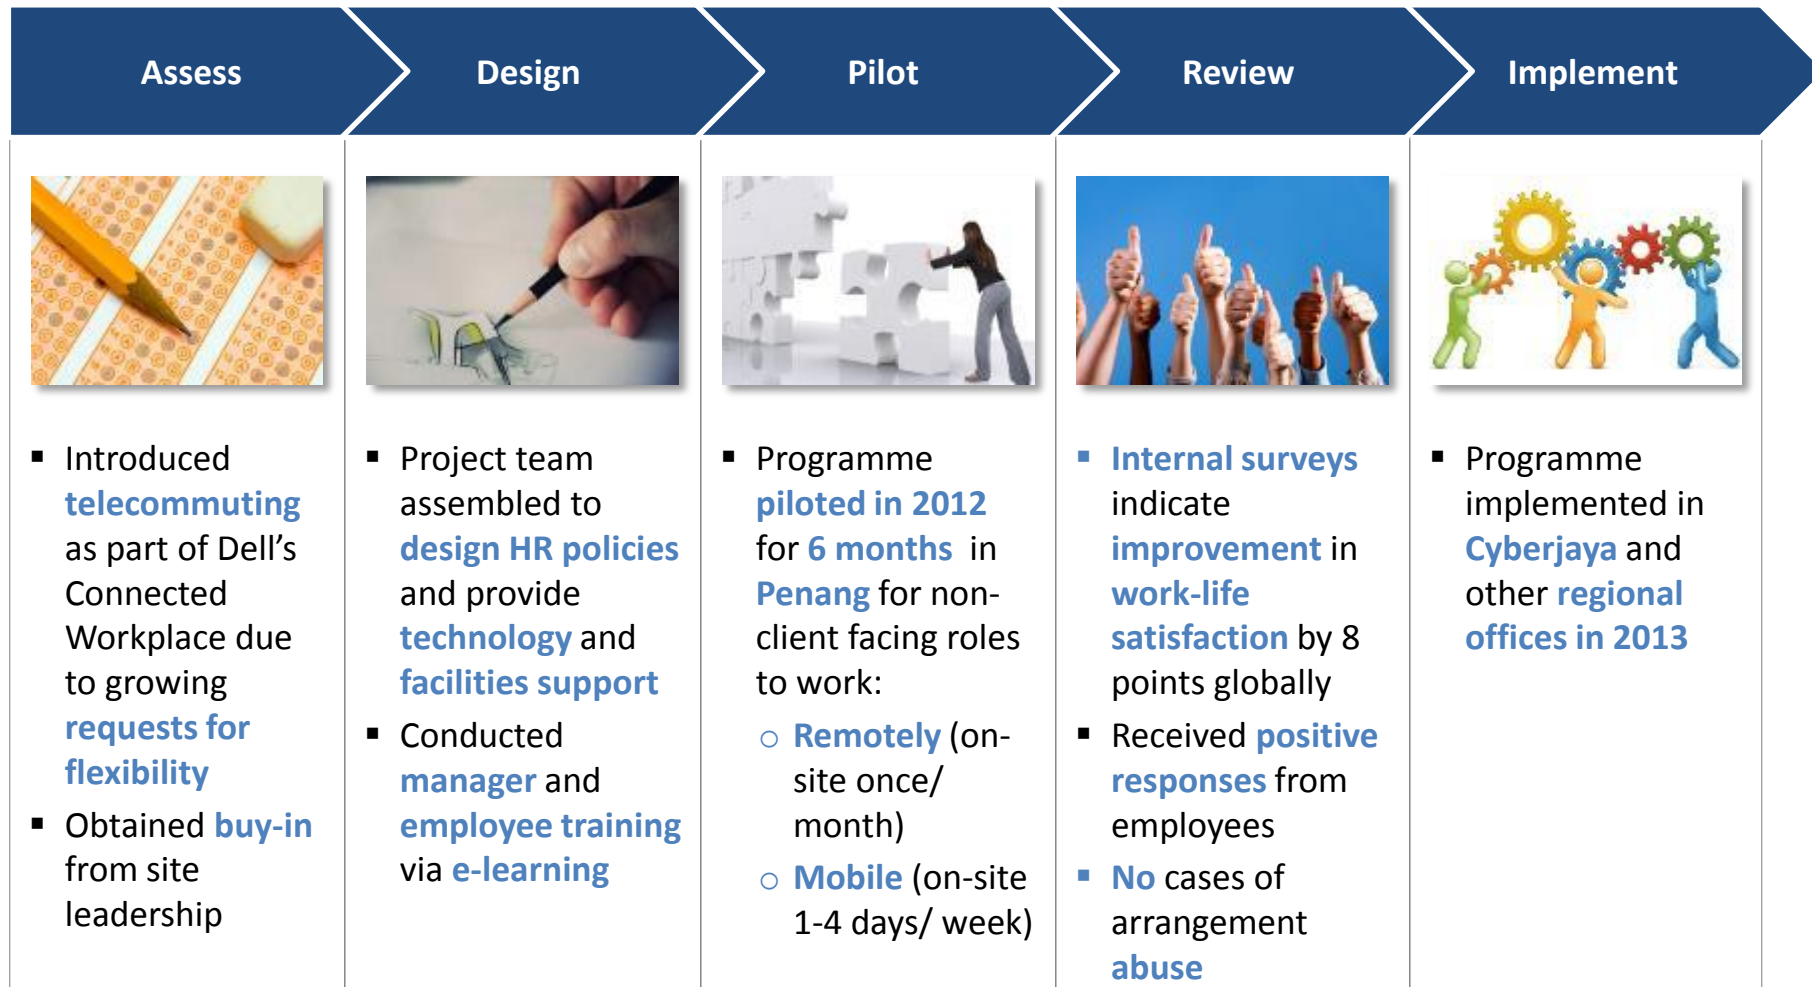 Assess
Design
Pilot
Review
Implement
▪ Introduced
telecommuting
as part of Dell’s
Connected
Workplace due
to growing
requests for
flexibility
▪ Obtained buy-in
from site
leadership
▪ Project team
assembled to
design HR policies
and provide
technology and
facilities support
▪ Conducted
manager and
employee training
via e-learning
▪ Programme
piloted in 2012
for 6 months in
Penang for non-
client facing roles
to work:
○ Remotely (on-
site once/
month)
○ Mobile (on-site
1-4 days/ week)
▪ Internal surveys
indicate
improvement in
work-life
satisfaction by 8
points globally
▪ Received positive
responses from
employees
▪ No cases of
arrangement
abuse
▪ Programme
implemented in
Cyberjaya and
other regional
offices in 2013